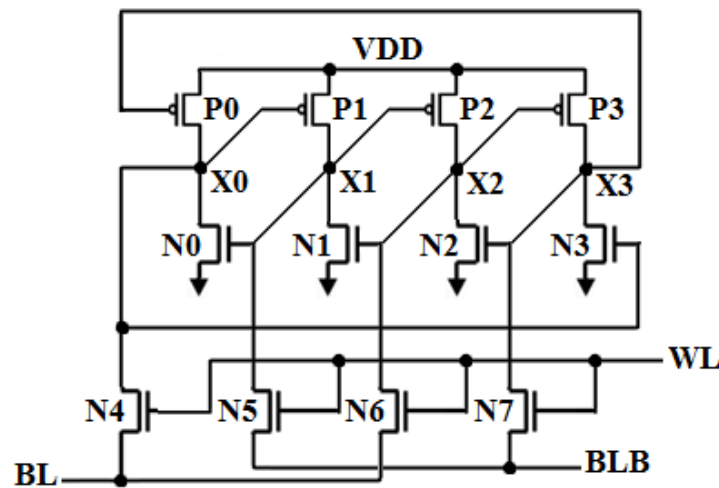 VDD
P0 P1 P2 P3
X0 X1 X2 X3
N0 N1 N2 N3
WL
N4 N5 N6 N7
BL BLB